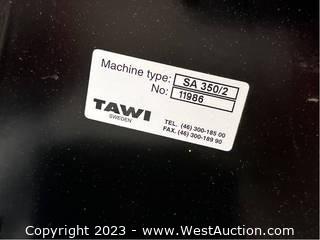 Machine type: SA 350/2
No: 11986
TAWI
SWEDEN
TEL. (46) 300-185 00
FAX. (46) 300-189 90
Copyright 2023 - www.WestAuction.com